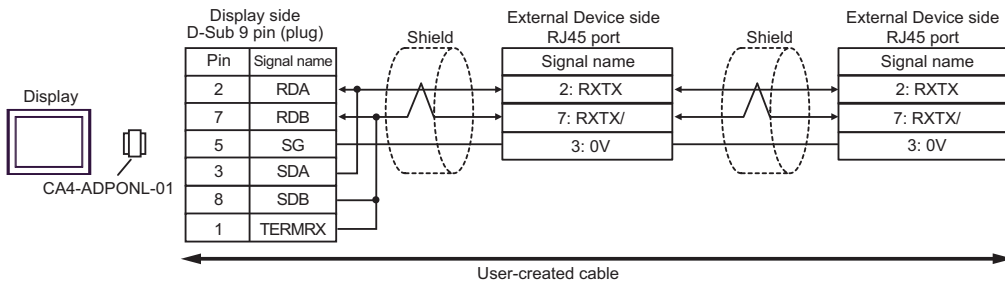 Display side
D-Sub 9 pin (plug)
Shield
External Device side
RJ45 port
Shield
External Device side
RJ45 port
Pin Signal name
Signal name
Signal name
2 RDA
2: RXTX
2: RXTX
Display
7 RDB
7: RXTX/
7: RXTX/
5 SG
3: 0V
3: 0V
3 SDA
CA4-ADPONL-01
8 SDB
1 TERMRX
User-created cable